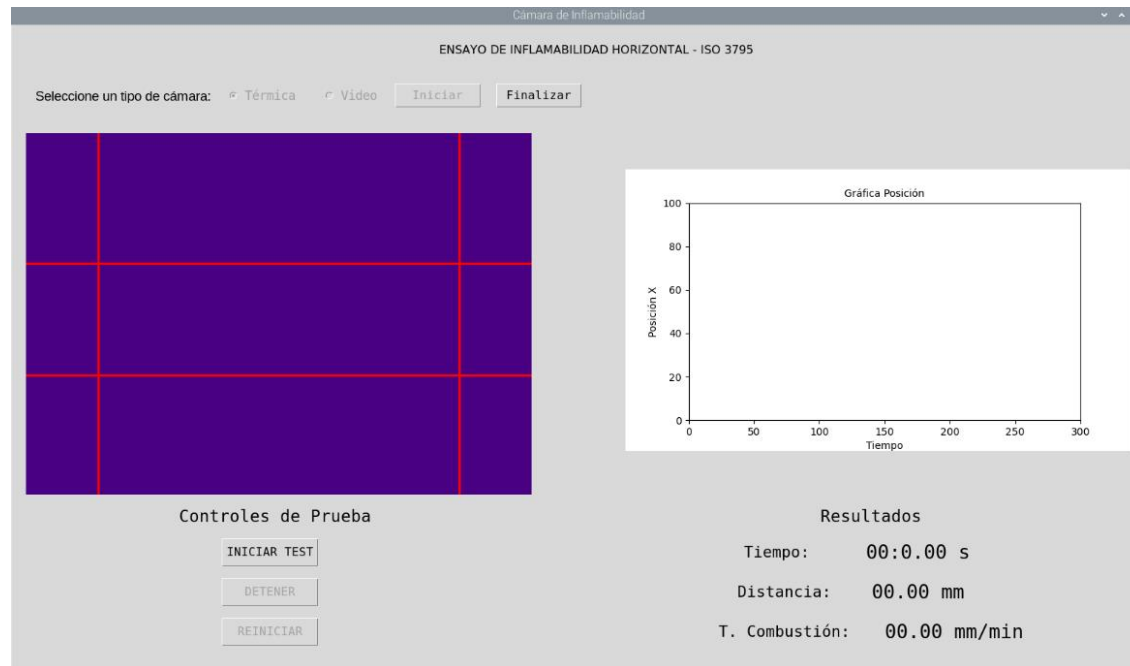 Cámara de Inflamabilidad
ENSAYO DE INFLAMABILIDAD HORIZONTAL - ISO 3795
Seleccione un tipo de cámara: Térmica Video Iniciar Finalizar
Gráfica Posición
100
80
60
40
20
0
Posición X
0 50 100 150 200 250 300
Tiempo
Controles de Prueba
INICIAR TEST
DETENER
REINICIAR
Resultados
Tiempo: 00:0.00 s
Distancia: 00.00 mm
T. Combustión: 00.00 mm/min